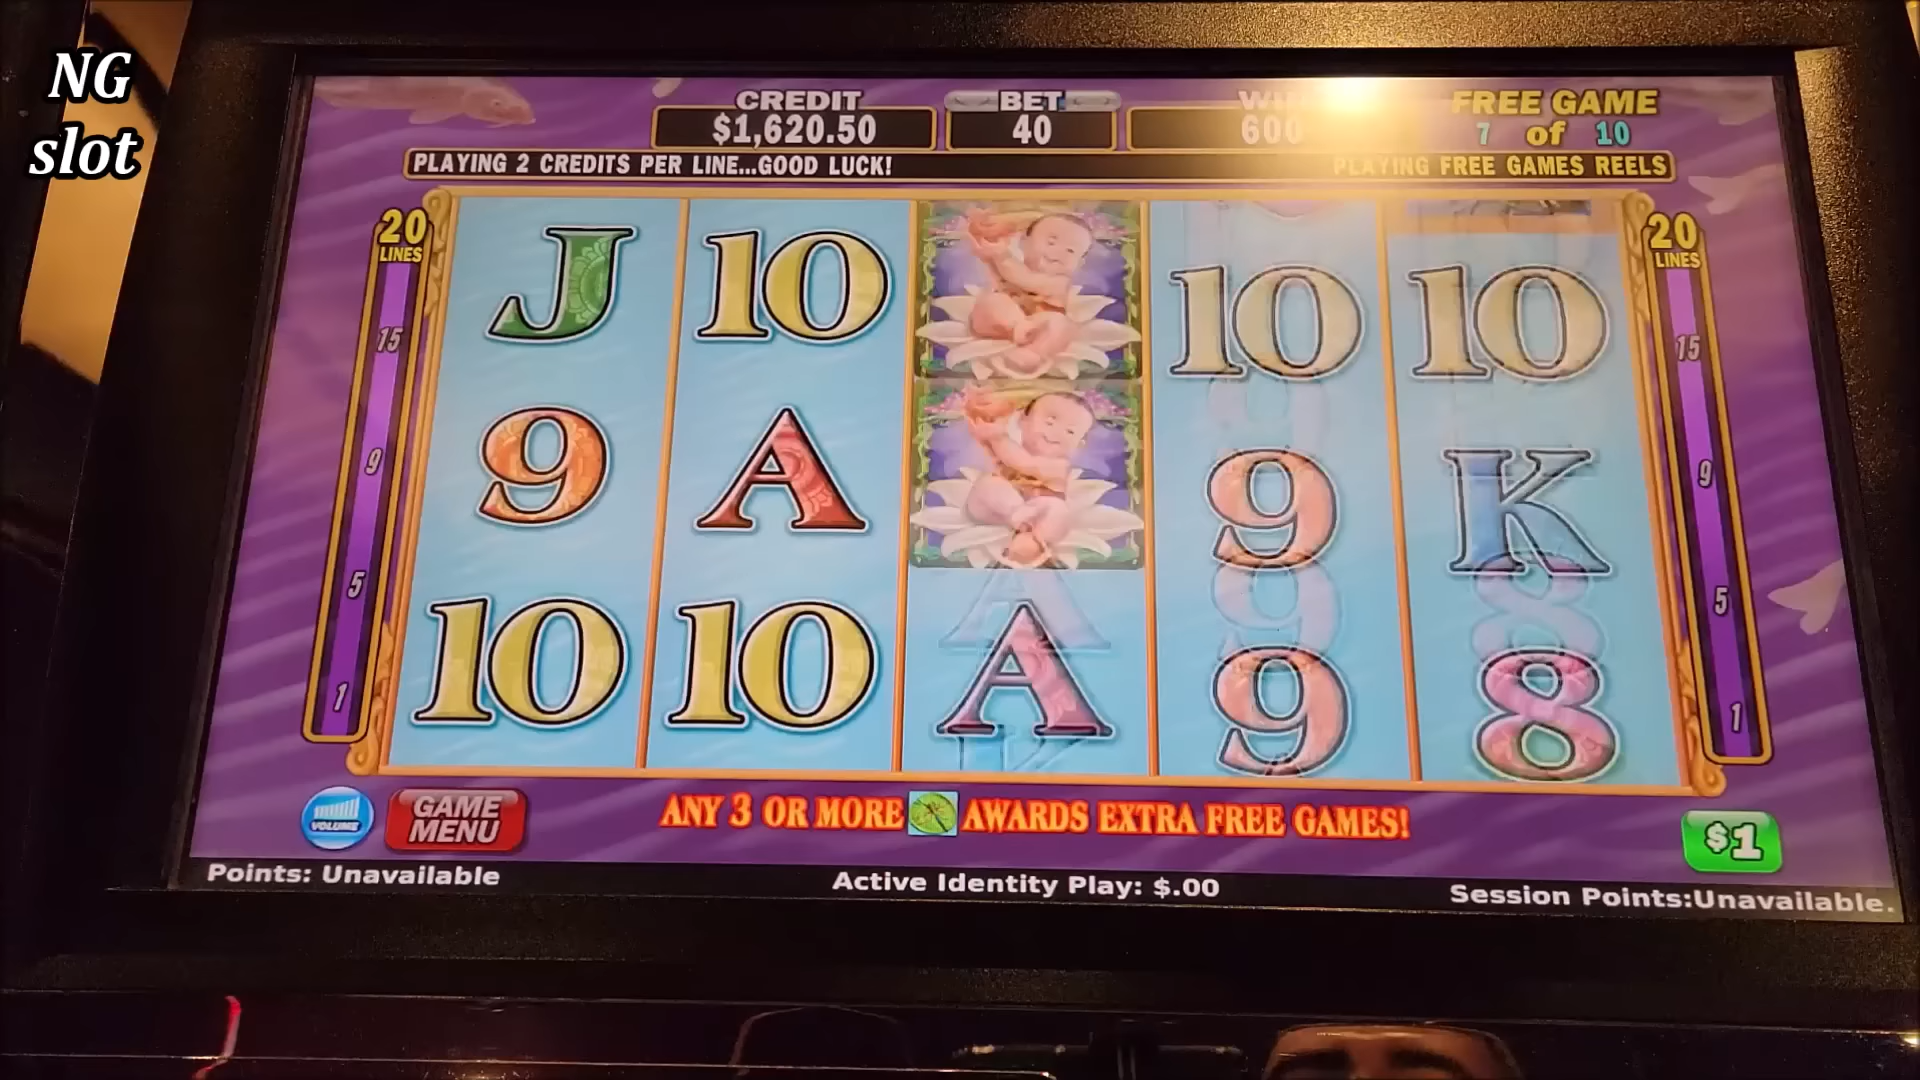 NG
slot
CREDIT
$1,620.50
BET
40
WIN
600
FREE GAME
7 of 10
PLAYING 2 CREDITS PER LINE...GOOD LUCK!
PLAYING FREE GAMES REELS
20
LINES
15
9
5
1
20
LINES
15
9
5
1
J 10 10 10
9 A 9 K
10 10 A 9 8
ANY 3 OR MORE AWARDS EXTRA FREE GAMES!
VOLUME
GAME
MENU
$1
Points: Unavailable
Active Identity Play: $.00
Session Points:Unavailable.